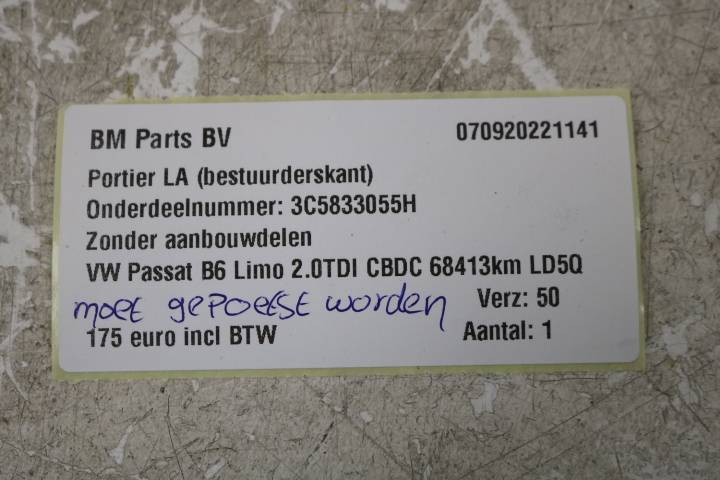 BM Parts BV 070920221141
Portier LA (bestuurderskant)
Onderdeelnummer: 3C5833055H
Zonder aanbouwdelen
VW Passat B6 Limo 2.0TDI CBDC 68413km LD5Q
moet gepoetst worden Verz: 50
175 euro incl BTW Aantal: 1